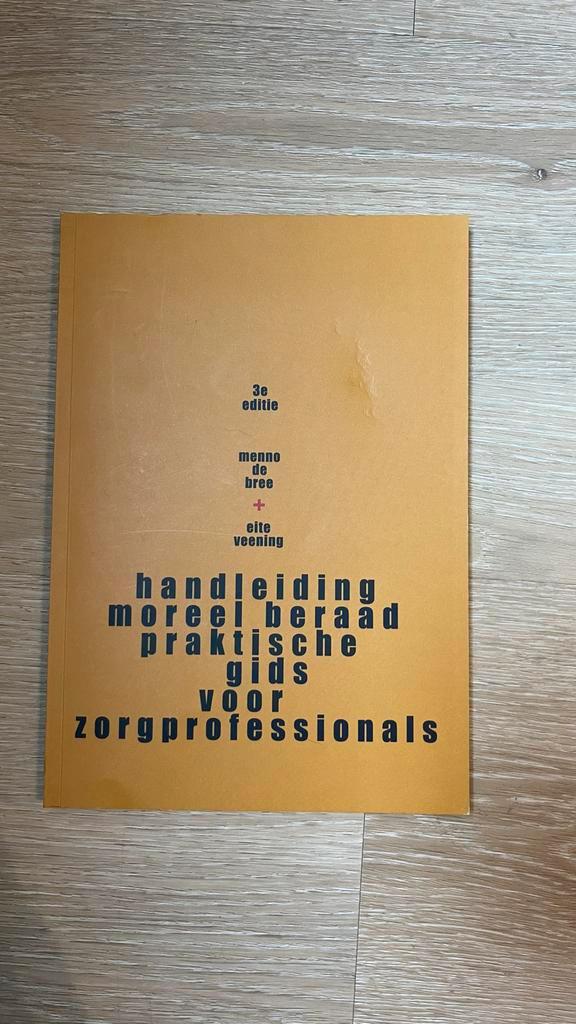 3e
editie
menno
de
bree
+
eite
veening
handleiding
moreel beraad
praktische
gids
voor
zorgprofessionals